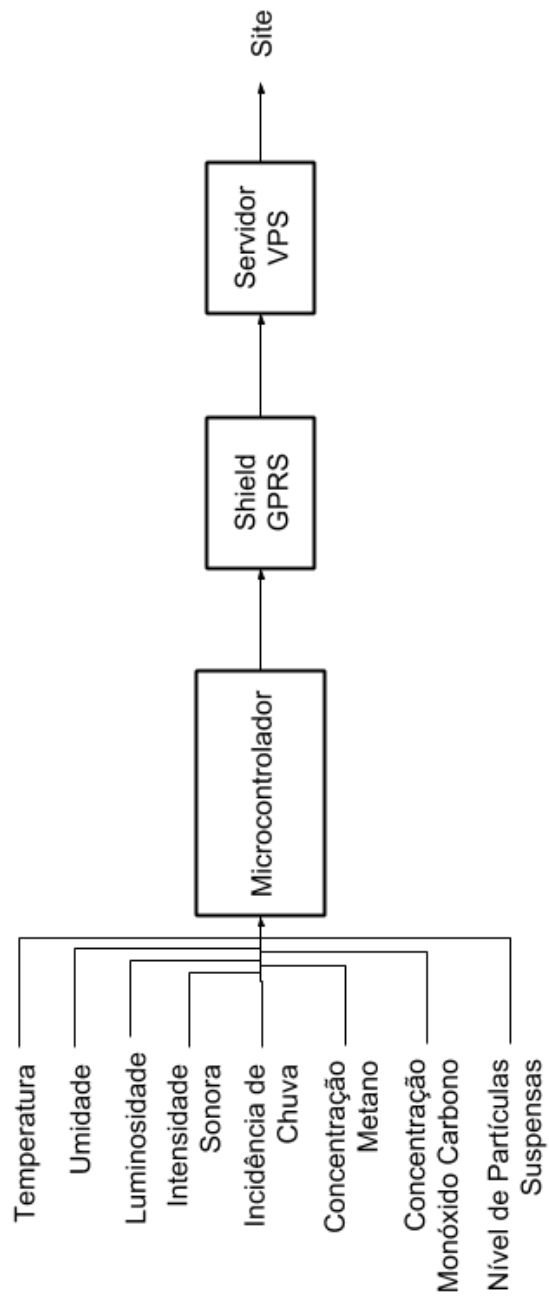 Temperatura
Umidade
Luminosidade
Intensidade
Sonora
Incidência de
Chuva
Concentração
Metano
Concentração
Monóxido Carbono
Nível de Partículas
Suspensas
Microcontrolador
Shield
GPRS
Servidor
VPS
Site